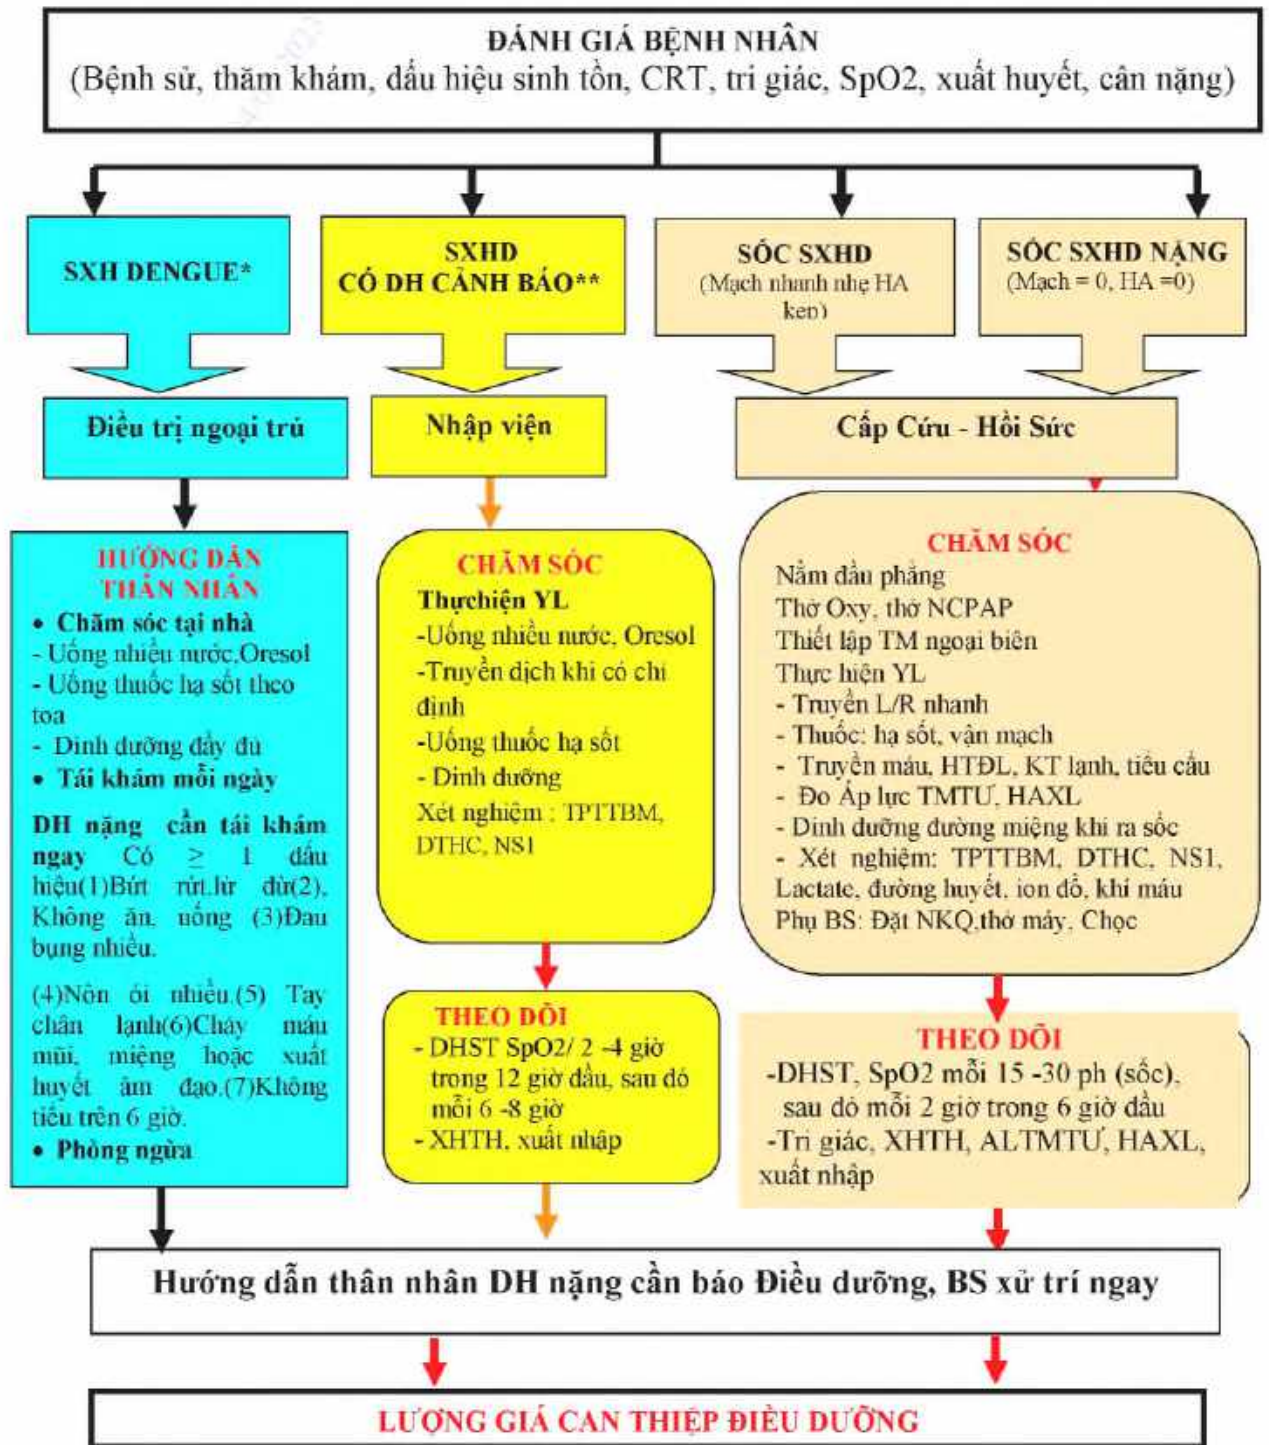 ĐÁNH GIÁ BỆNH NHÂN
(Bệnh sử, thăm khám, dấu hiệu sinh tồn, CRT, tri giác, SpO2, xuất huyết, cân nặng)
SXH DENGUE*
SXHD
CÓ DH CẢNH BÁO**
SỐC SXHD
(Mạch nhanh nhẹ HA
kẹp)
SỐC SXHD NẶNG
(Mạch = 0, HA =0)
Điều trị ngoại trú
Nhập viện
Cấp Cứu - Hồi Sức
HƯỚNG DẪN
THÂN NHÂN
• Chăm sóc tại nhà
- Uống nhiều nước,Oresol
- Uống thuốc hạ sốt theo
toa
- Dinh dưỡng đầy đủ
• Tái khám mỗi ngày
DH nặng cần tái khám
ngay Có ≥ 1 dấu
hiệu(1)Bứt rứt.lừ đừ(2),
Không ăn, uống (3)Đau
bụng nhiều.
(4)Nôn ói nhiều.(5) Tay
chân lạnh(6)Chảy máu
mũi, miệng hoặc xuất
huyết âm đạo.(7)Không
tiểu trên 6 giờ.
• Phòng ngừa
CHĂM SÓC
Thựchiện YL
-Uống nhiều nước, Oresol
-Truyền dịch khi có chỉ
định
-Uống thuốc hạ sốt
- Dinh dưỡng
Xét nghiệm : TPTTBM,
DTHC, NS1
THEO DÕI
- DHST SpO2/ 2 -4 giờ
trong 12 giờ đầu, sau đó
mỗi 6 -8 giờ
- XHTH, xuất nhập
CHĂM SÓC
Nằm đầu phẳng
Thở Oxy, thở NCPAP
Thiết lập TM ngoại biên
Thực hiện YL
- Truyền L/R nhanh
- Thuốc: hạ sốt, vận mạch
- Truyền máu, HTĐL, KT lạnh, tiểu cầu
- Đo Áp lực TMTƯ, HAXL
- Dinh dưỡng đường miệng khi ra sốc
- Xét nghiệm: TPTTBM, DTHC, NS1,
Lactate, đường huyết, ion đồ, khí máu
Phụ BS: Đặt NKQ,thở máy, Chọc
THEO DÕI
-DHST, SpO2 mỗi 15 -30 ph (sốc),
sau đó mỗi 2 giờ trong 6 giờ đầu
-Tri giác, XHTH, ALTMTƯ, HAXL,
xuất nhập
Hướng dẫn thân nhân DH nặng cần báo Điều dưỡng, BS xử trí ngay
LƯỢNG GIÁ CAN THIỆP ĐIỀU DƯỠNG